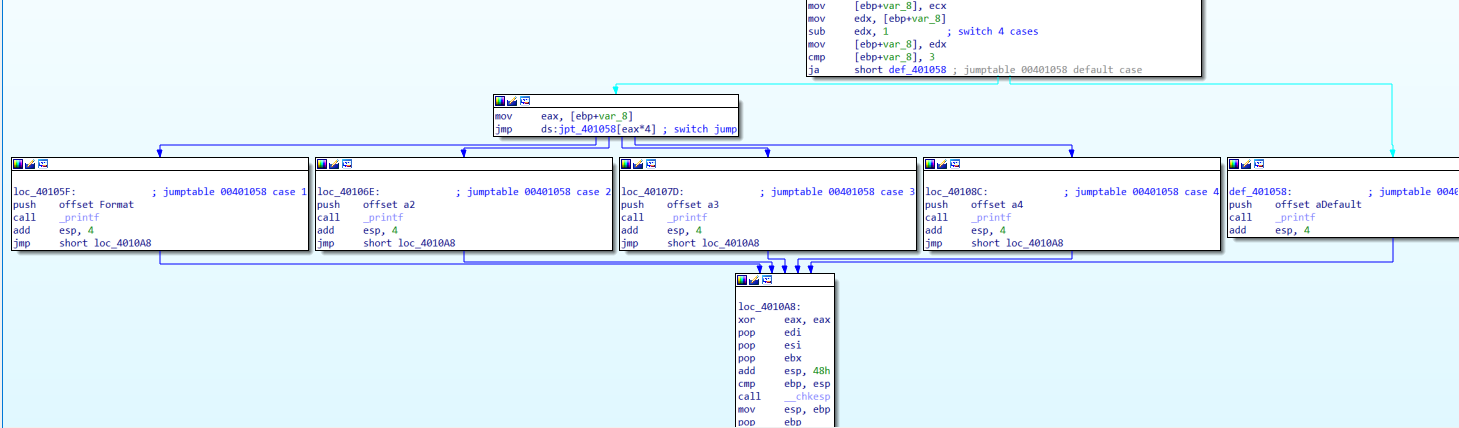 mov [ebp+var_8], ecx
mov edx, [ebp+var_8]
sub edx, 1 ; switch 4 cases
mov [ebp+var_8], edx
cmp [ebp+var_8], 3
ja short def_401058 ; jumptable 00401058 default case
mov eax, [ebp+var_8]
jmp ds:jpt_401058[eax*4] ; switch jump
loc_40105F: ; jumptable 00401058 case 1
push offset Format
call _printf
add esp, 4
jmp short loc_4010A8
loc_40106E: ; jumptable 00401058 case 2
push offset a2
call _printf
add esp, 4
jmp short loc_4010A8
loc_40107D: ; jumptable 00401058 case 3
push offset a3
call _printf
add esp, 4
jmp short loc_4010A8
loc_40108C: ; jumptable 00401058 case 4
push offset a4
call _printf
add esp, 4
jmp short loc_4010A8
def_401058: ; jumptable 0040
push offset aDefault
call _printf
add esp, 4
loc_4010A8:
xor eax, eax
pop edi
pop esi
pop ebx
add esp, 48h
cmp ebp, esp
call __chkesp
mov esp, ebp
pop ebp